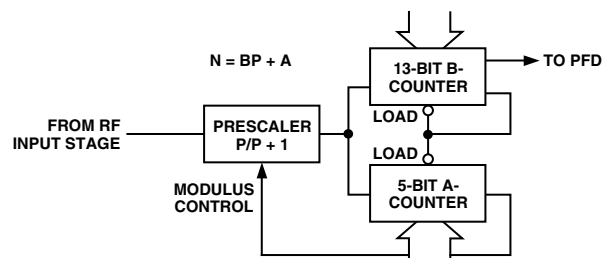 N = BP + A
13-BIT B-
COUNTER
TO PFD
FROM RF
INPUT STAGE
PRESCALER
P/P + 1
LOAD
LOAD
MODULUS
CONTROL
5-BIT A-
COUNTER